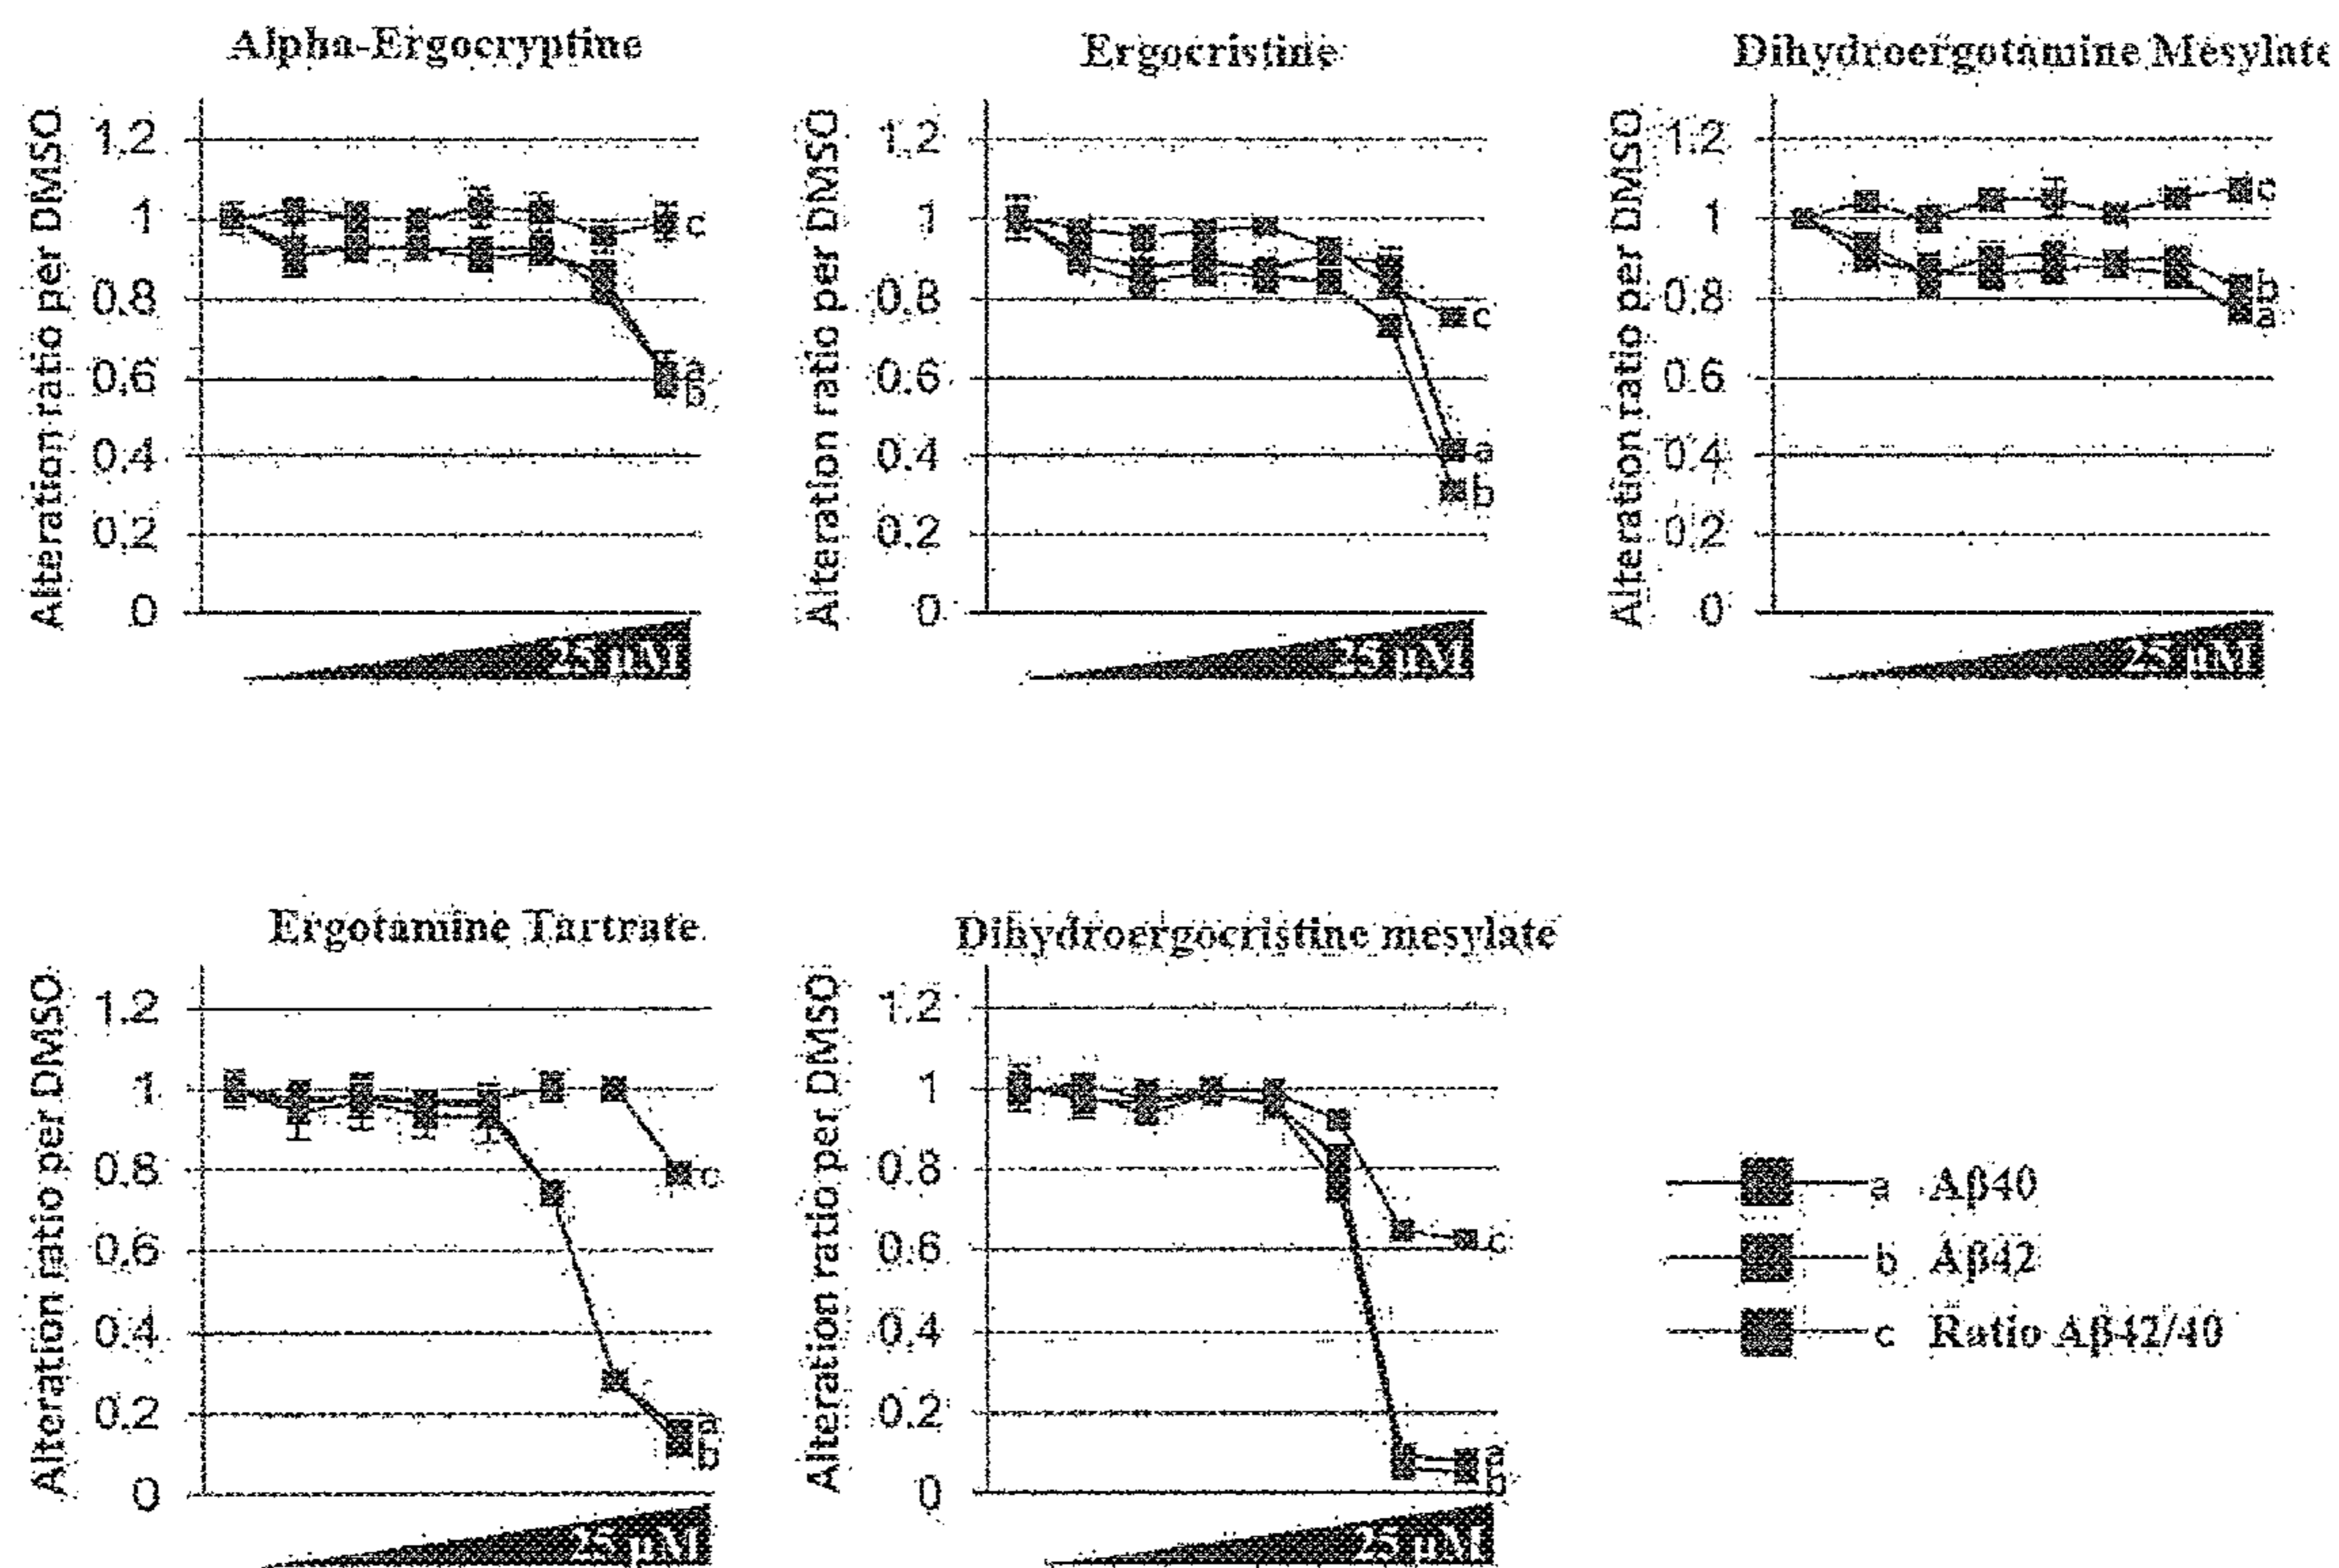 Alpha-Ergocryptine
Alteration ratio per DMSO
1.2
1
0.8
0.6
0.4
0.2
0
c
a
b
25 µM
Ergocristine
Alteration ratio per DMSO
1.2
1
0.8
0.6
0.4
0.2
0
c
a
b
25 µM
Dihydroergotamine Mesylate
Alteration ratio per DMSO
1.2
1
0.8
0.6
0.4
0.2
0
c
b
a
25 µM
Ergotamine Tartrate
Alteration ratio per DMSO
1.2
1
0.8
0.6
0.4
0.2
0
c
a
b
25 µM
Dihydroergocristine mesylate
Alteration ratio per DMSO
1.2
1
0.8
0.6
0.4
0.2
0
c
a
b
25 µM
a Aβ40
b Aβ42
c Ratio Aβ42/40